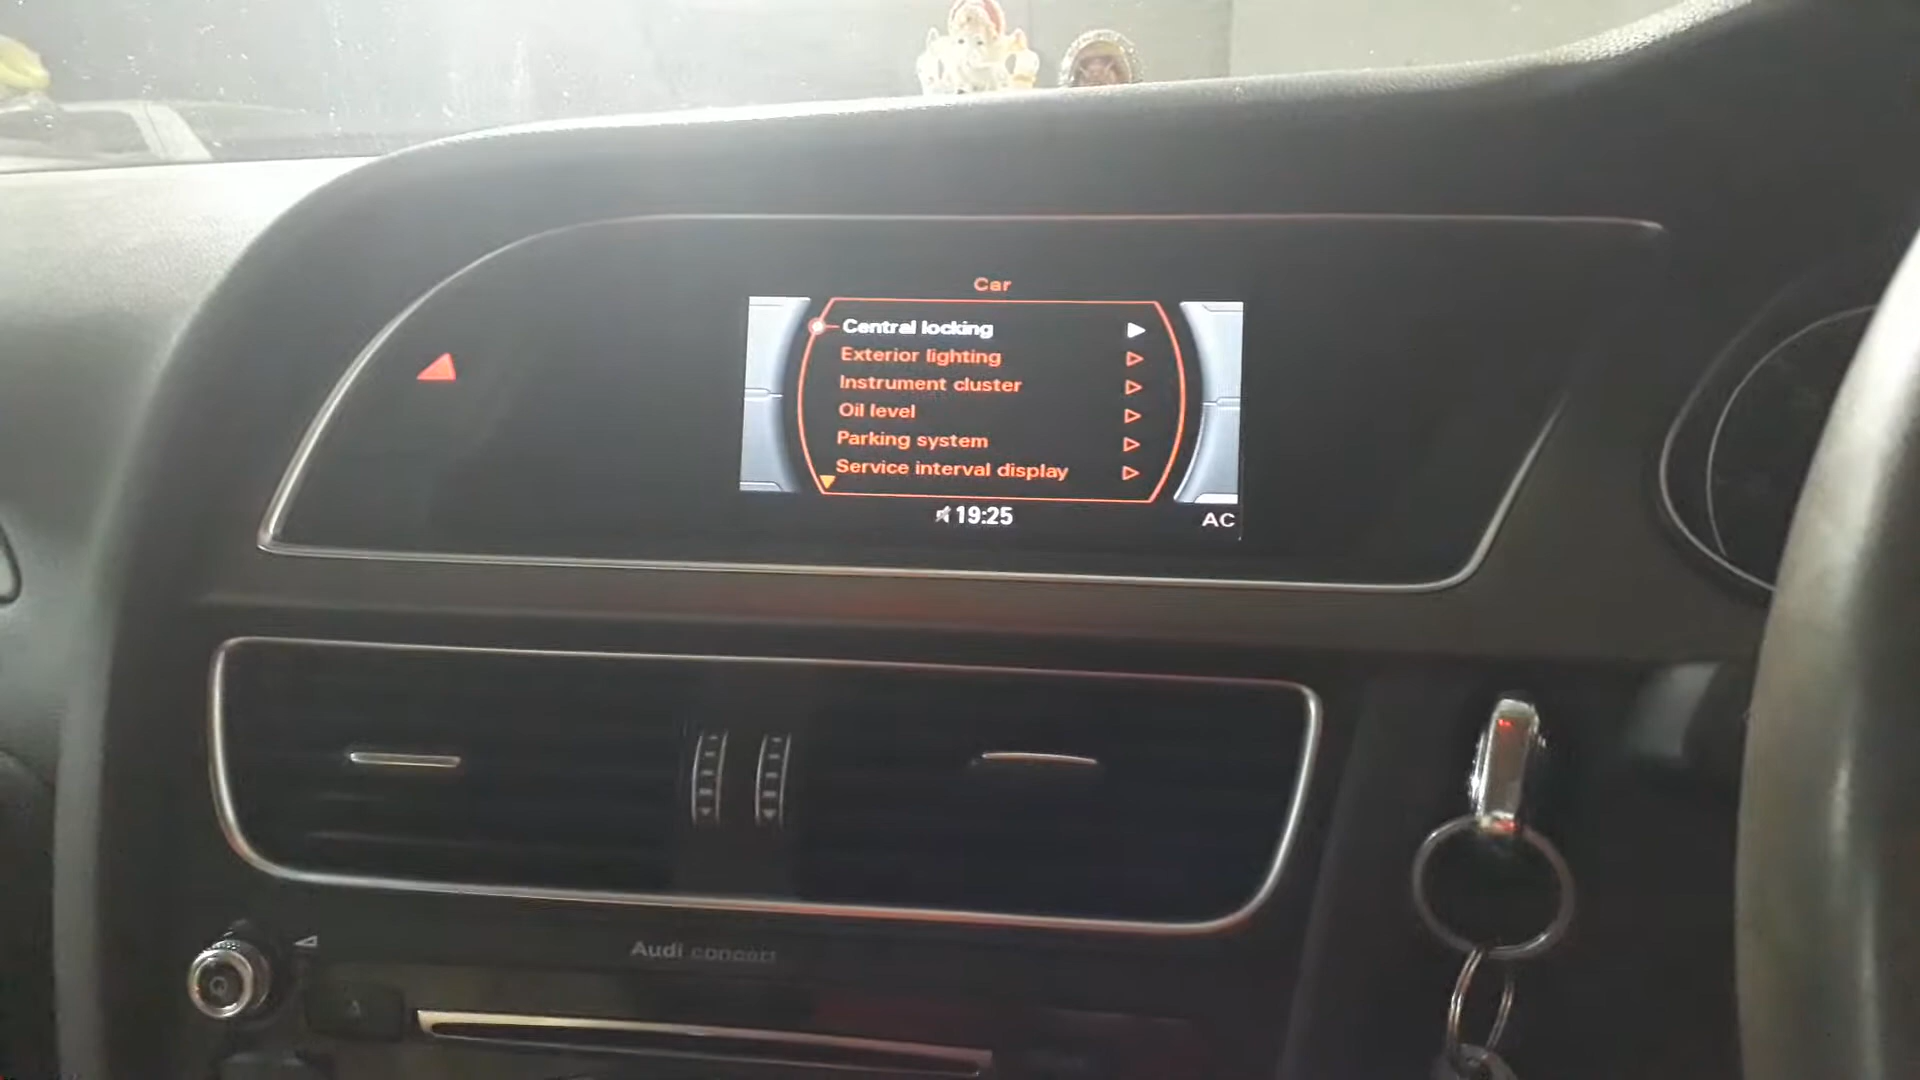 Car
Central locking
Exterior lighting
Instrument cluster
Oil level
Parking system
Service interval display
19:25
AC
Audi concert